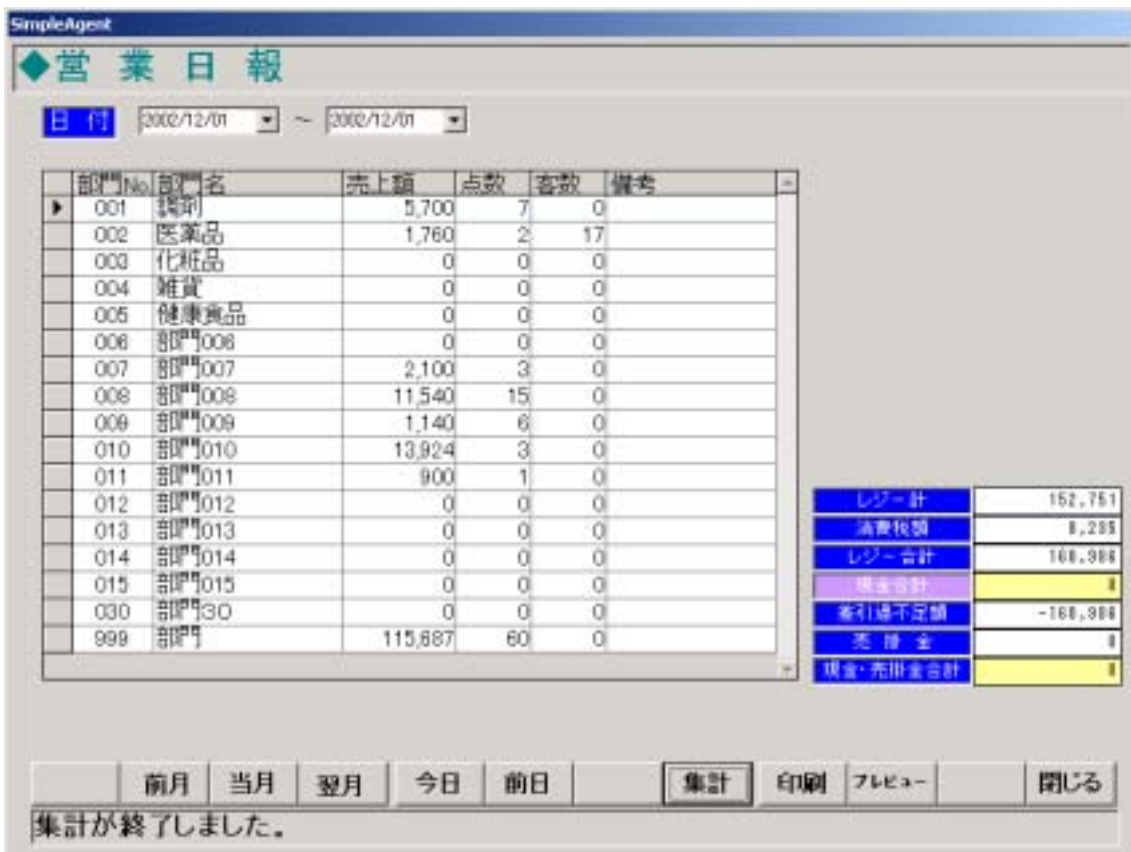 SimpleAgent
◆営 業 日 報
日 付 2002/12/01 ～ 2002/12/01
部門No 部門名 売上額 点数 客数 備考
001 調剤 5,700 7 0
002 医薬品 1,760 2 17
003 化粧品 0 0 0
004 雑貨 0 0 0
005 健康食品 0 0 0
006 部門006 0 0 0
007 部門007 2,100 3 0
008 部門008 11,540 15 0
009 部門009 1,140 6 0
010 部門010 13,924 3 0
011 部門011 900 1 0
012 部門012 0 0 0
013 部門013 0 0 0
014 部門014 0 0 0
015 部門015 0 0 0
030 部門30 0 0 0
999 部門 115,687 60 0
レジー計 152,751
消費税額 8,235
レジー合計 160,986
現金合計 0
差引過不足額 -160,986
売 掛 金 0
現金・売掛金合計 0
前月 当月 翌月 今日 前日 集計 印刷 プレビュー 閉じる
集計が終了しました。